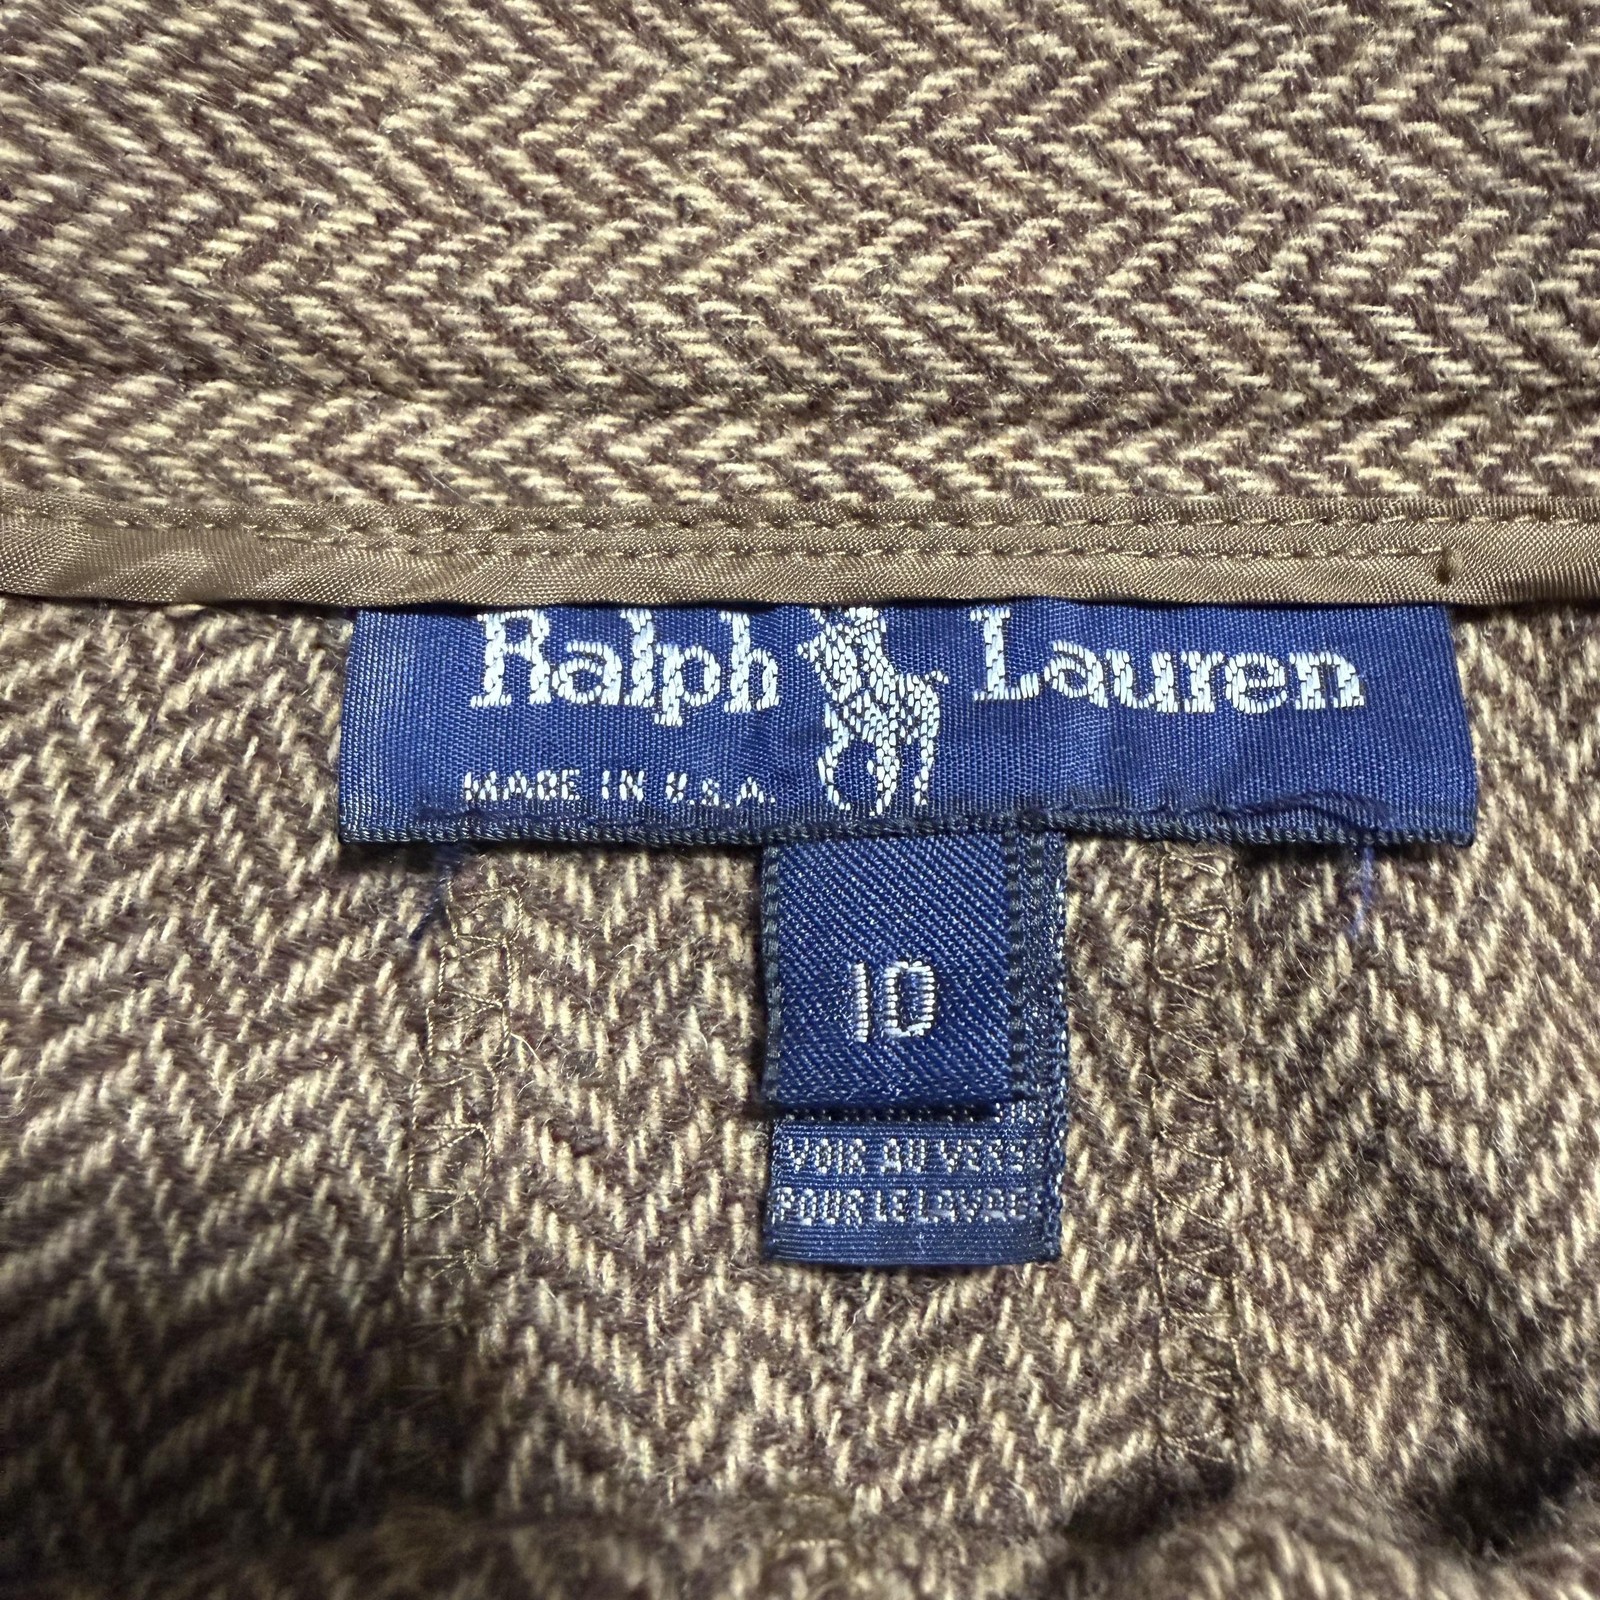 Ralph Lauren
MADE IN U.S.A.
10
VOIR AU VERS
POUR LE LAVAGE